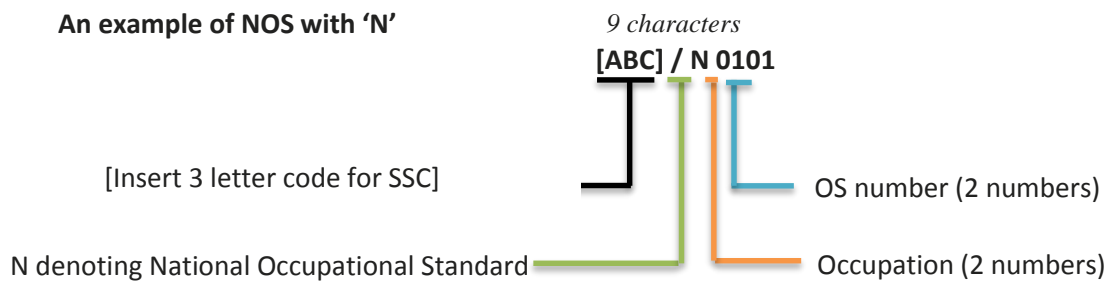 An example of NOS with ‘N’
9 characters
[ABC] / N 0101
[Insert 3 letter code for SSC]
OS number (2 numbers)
N denoting National Occupational Standard
Occupation (2 numbers)